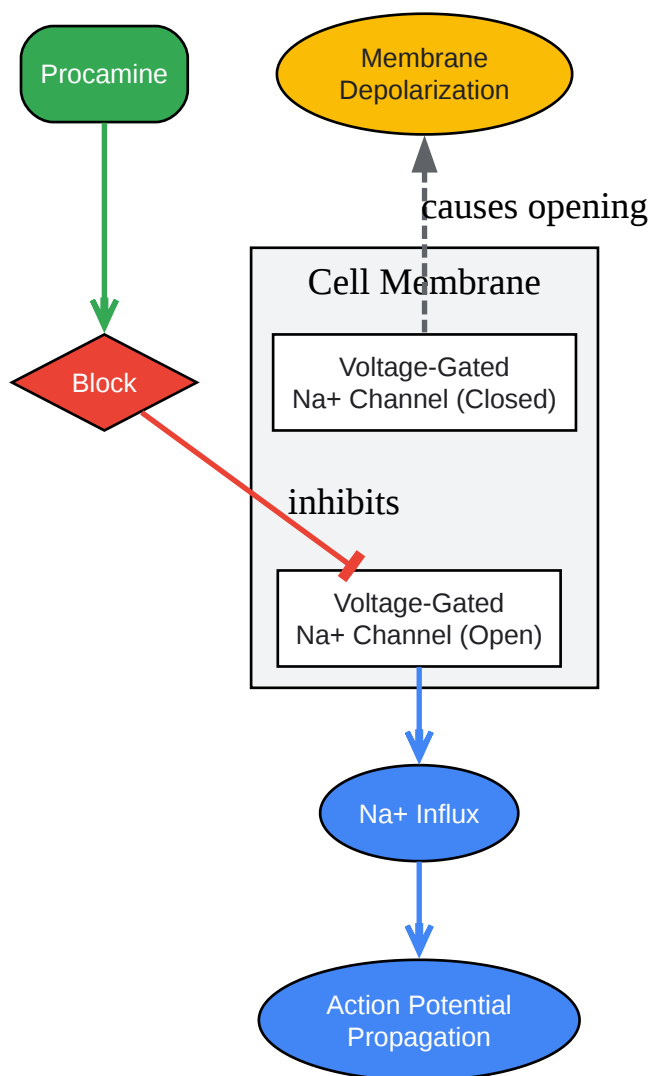 Procamine
Membrane
Depolarization
causes opening
Cell Membrane
Voltage-Gated
Na+ Channel (Closed)
Block
inhibits
Voltage-Gated
Na+ Channel (Open)
Na+ Influx
Action Potential
Propagation